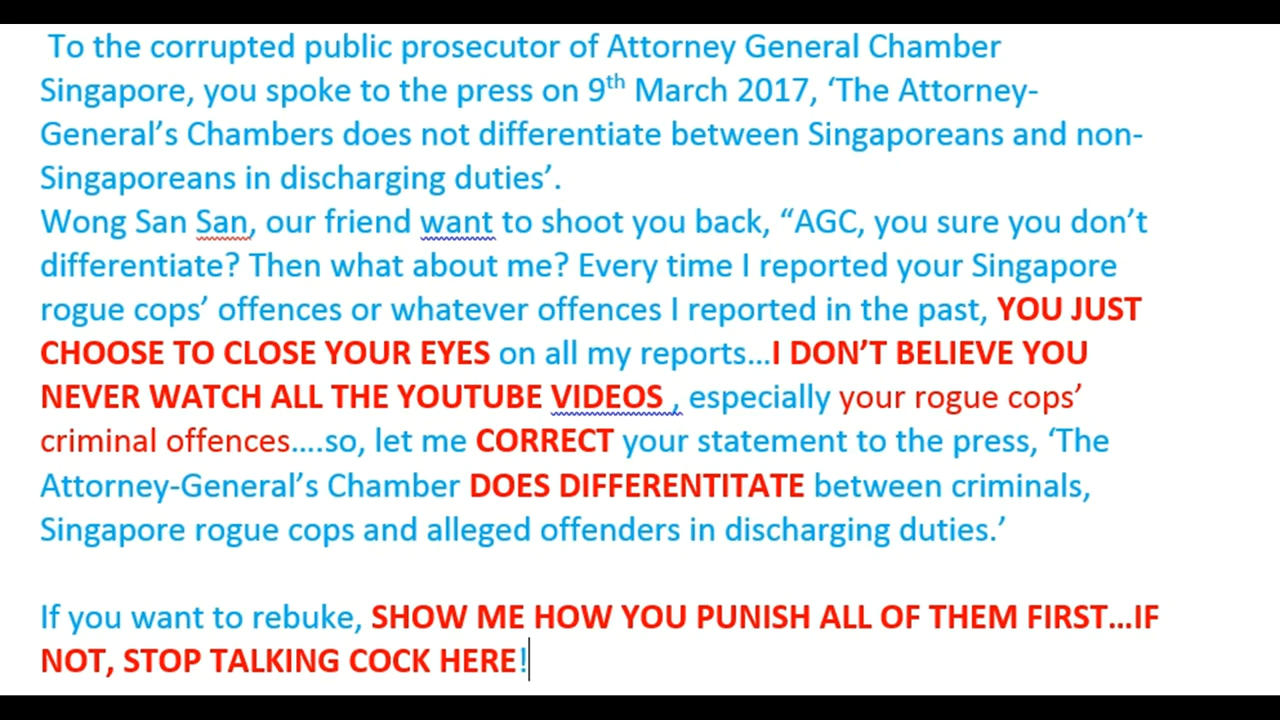 To the corrupted public prosecutor of Attorney General Chamber
Singapore, you spoke to the press on 9th March 2017, ‘The Attorney-
General’s Chambers does not differentiate between Singaporeans and non-
Singaporeans in discharging duties’.
Wong San San, our friend want to shoot you back, “AGC, you sure you don’t
differentiate? Then what about me? Every time I reported your Singapore
rogue cops’ offences or whatever offences I reported in the past, YOU JUST
CHOOSE TO CLOSE YOUR EYES on all my reports…I DON’T BELIEVE YOU
NEVER WATCH ALL THE YOUTUBE VIDEOS , especially your rogue cops’
criminal offences….so, let me CORRECT your statement to the press, ‘The
Attorney-General’s Chamber DOES DIFFERENTITATE between criminals,
Singapore rogue cops and alleged offenders in discharging duties.’
If you want to rebuke, SHOW ME HOW YOU PUNISH ALL OF THEM FIRST…IF
NOT, STOP TALKING COCK HERE!